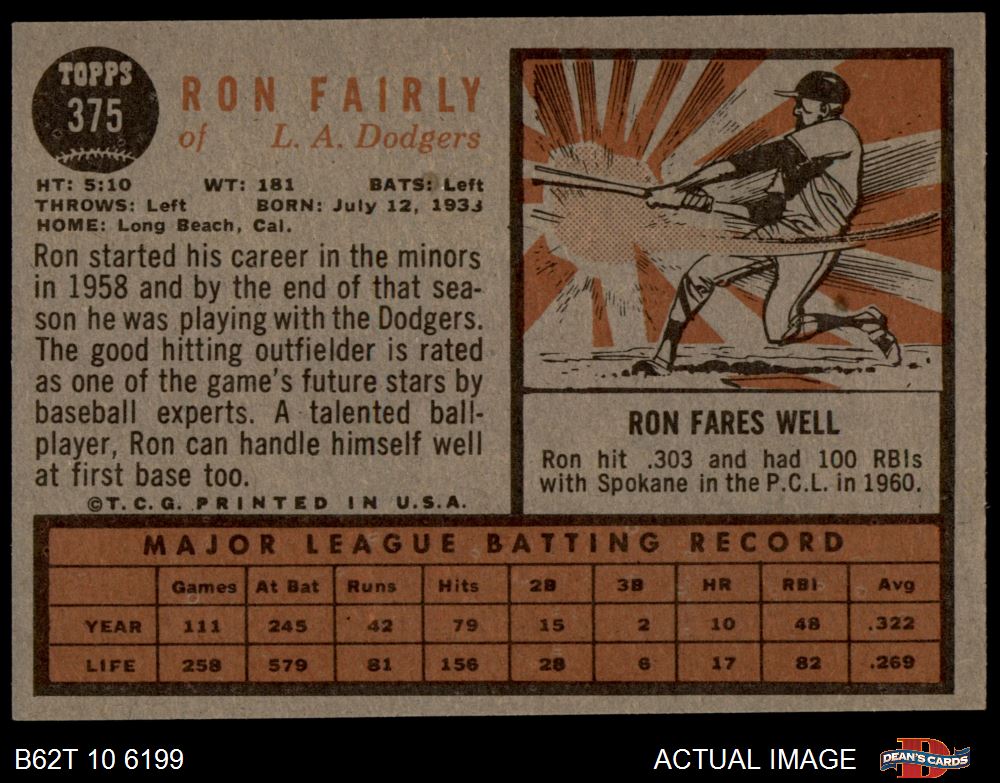 TOPPS
375
RON FAIRLY
of L. A. Dodgers
HT: 5:10 WT: 181 BATS: Left
THROWS: Left BORN: July 12, 1933
HOME: Long Beach, Cal.
Ron started his career in the minors
in 1958 and by the end of that sea-
son he was playing with the Dodgers.
The good hitting outfielder is rated
as one of the game's future stars by
baseball experts. A talented ball-
player, Ron can handle himself well
at first base too.
©T.C.G. PRINTED IN U.S.A.
RON FARES WELL
Ron hit .303 and had 100 RBIs
with Spokane in the P.C.L. in 1960.
MAJOR LEAGUE BATTING RECORD
Games At Bat Runs Hits 2B 3B HR RBI Avg
YEAR 111 245 42 79 15 2 10 48 .322
LIFE 258 579 81 156 28 6 17 82 .269
B62T 10 6199 ACTUAL IMAGE DEAN'S CARDS